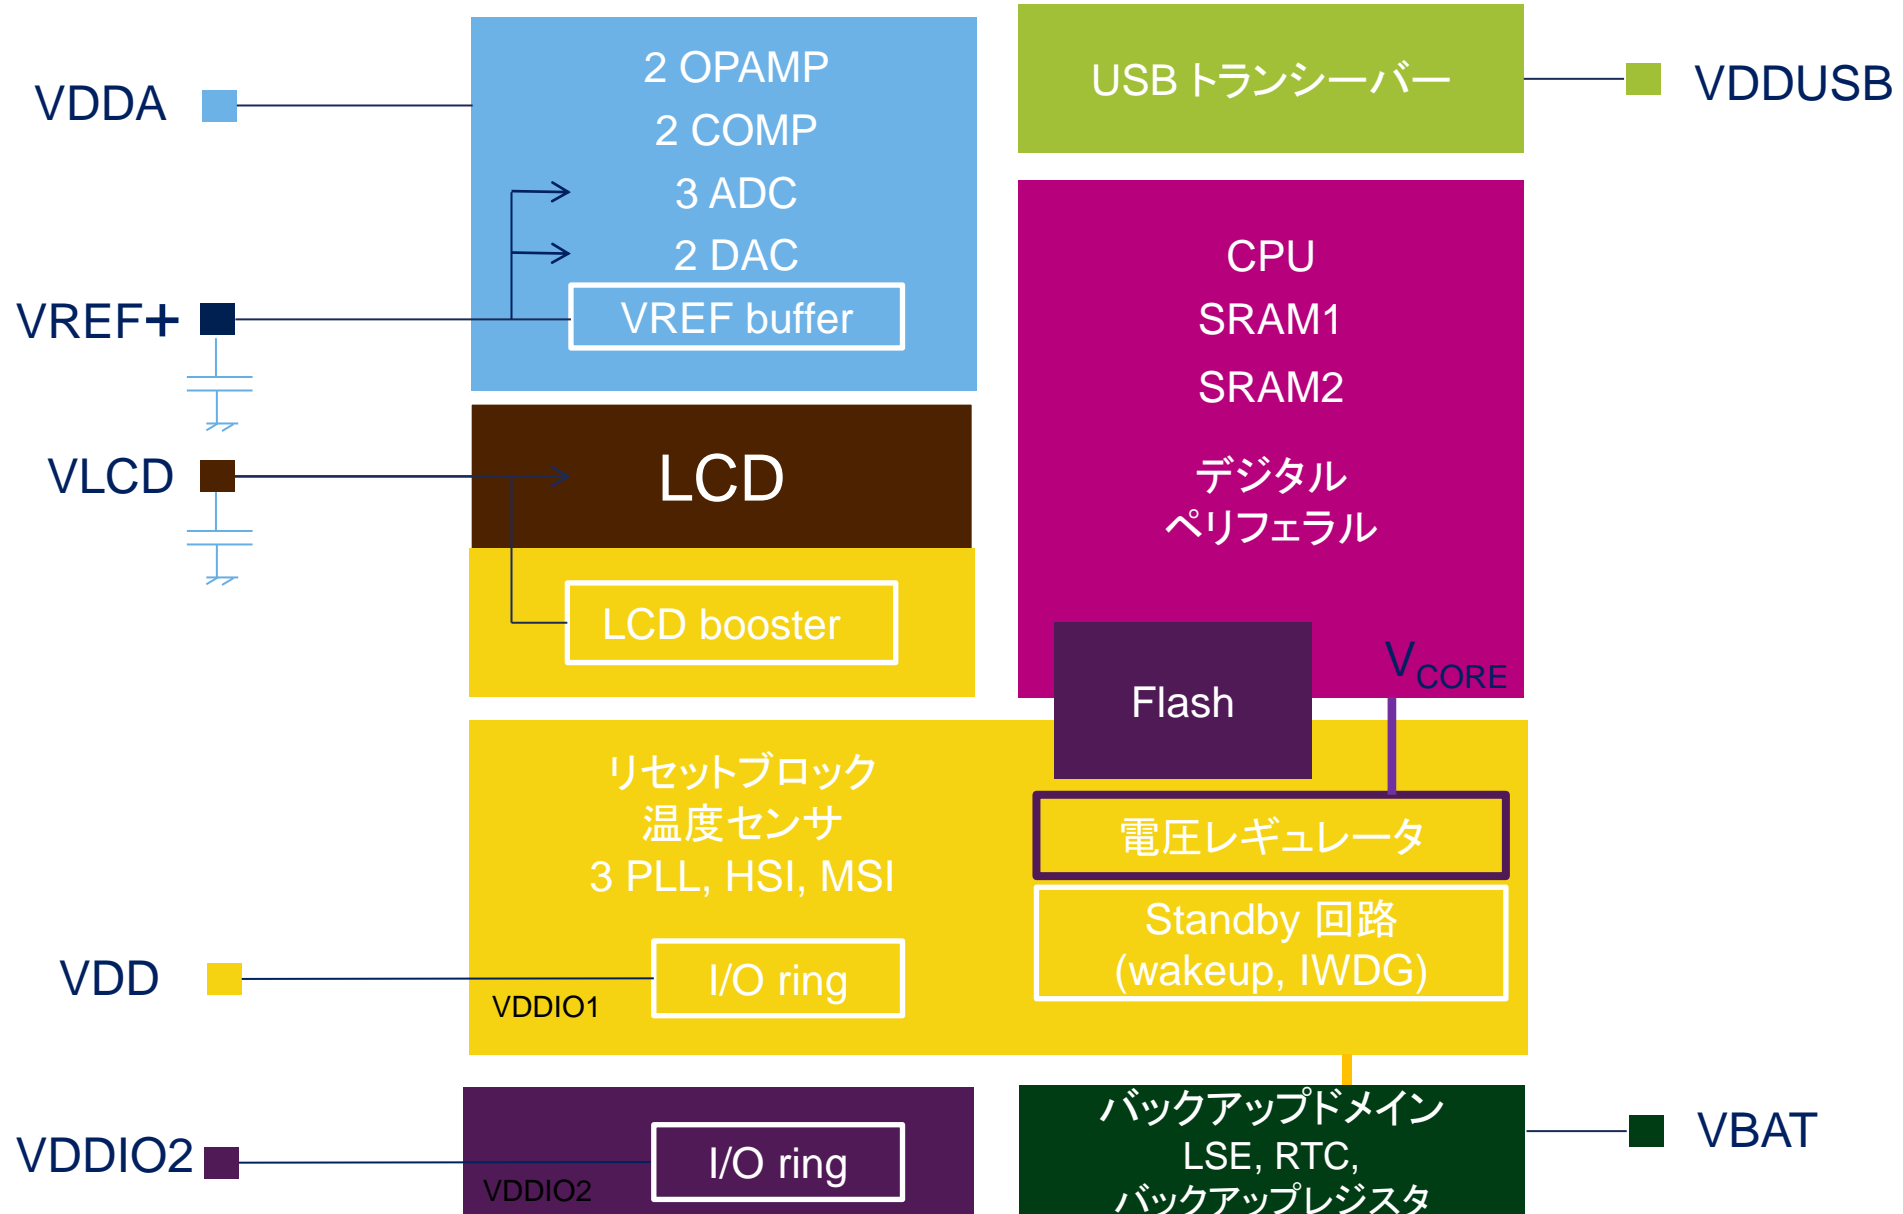 VDDA
2 OPAMP
2 COMP
3 ADC
2 DAC
VREF buffer
VREF+
VLCD
LCD
LCD booster
USB トランシーバー
VDDUSB
CPU
SRAM1
SRAM2
デジタル
ペリフェラル
VCORE
Flash
リセットブロック
温度センサ
3 PLL, HSI, MSI
電圧レギュレータ
Standby 回路
(wakeup, IWDG)
VDD
VDDIO1
I/O ring
VDDIO2
VDDIO2
I/O ring
バックアップドメイン
LSE, RTC,
バックアップレジスタ
VBAT